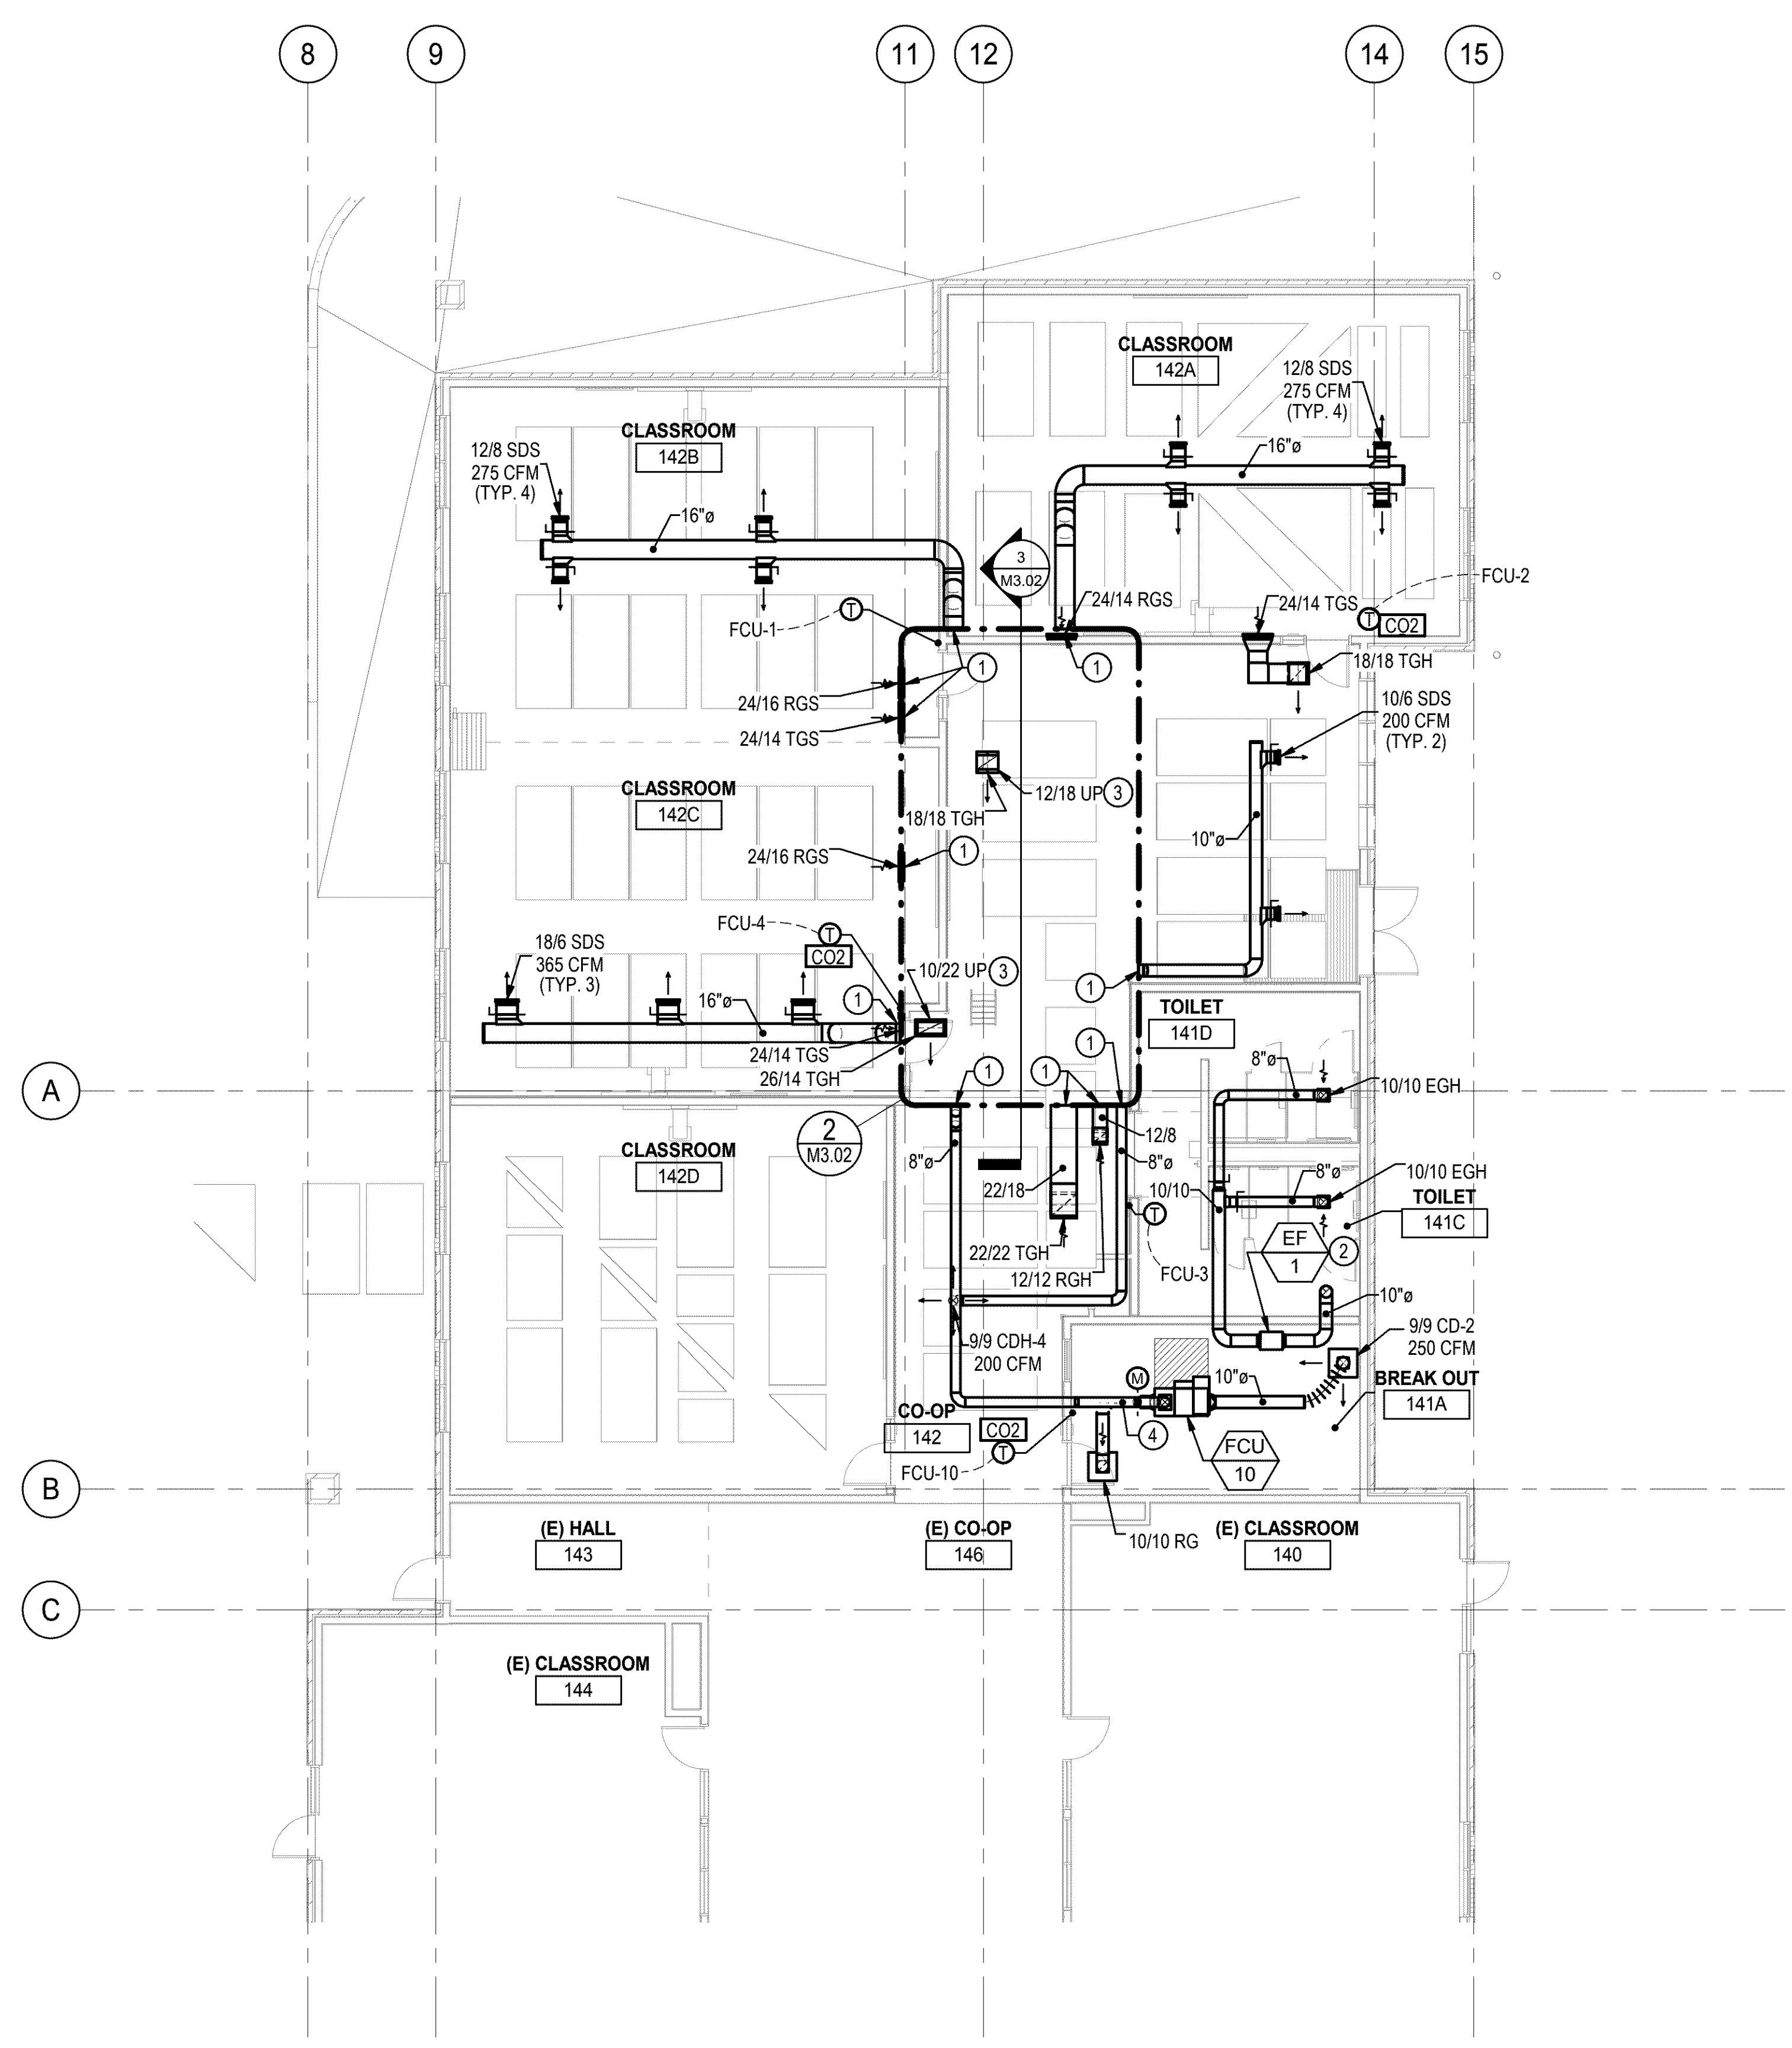 8
9
11
12
14
15
CLASSROOM
142A
12/8 SDS
275 CFM
(TYP. 4)
16"ø
CLASSROOM
142B
12/8 SDS
275 CFM
(TYP. 4)
16"ø
3
M3.02
FCU-2
24/14 RGS
24/14 TGS
T
CO2
T
FCU-1
1
1
18/18 TGH
24/16 RGS
24/14 TGS
10/6 SDS
200 CFM
(TYP. 2)
CLASSROOM
142C
12/18 UP
3
18/18 TGH
10"ø
24/16 RGS
1
FCU-4
T
CO2
18/6 SDS
365 CFM
(TYP. 3)
10/22 UP
3
1
16"ø
1
24/14 TGS
26/14 TGH
TOILET
141D
1
8"ø
10/10 EGH
A
1
1
2
M3.02
12/8
CLASSROOM
142D
8"ø
8"ø
22/18
10/10
8"ø
10/10 EGH
TOILET
141C
T
EF
1
2
22/22 TGH
12/12 RGH
FCU-3
10"ø
9/9 CDH-4
200 CFM
9/9 CD-2
250 CFM
M
10"ø
BREAK OUT
141A
CO-OP
142
CO2
4
T
FCU-10
FCU
10
B
(E) HALL
143
(E) CO-OP
146
10/10 RG
(E) CLASSROOM
140
C
(E) CLASSROOM
144